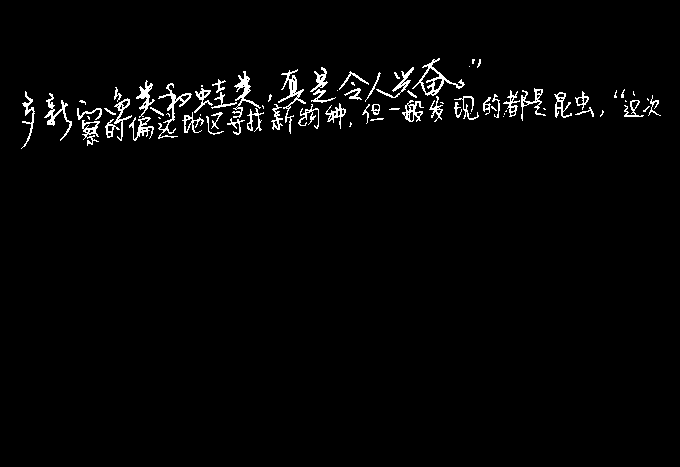 多新的鱼类和蛙类,真是令人兴奋。”
察的偏远地区寻找新物种,但一般发现的都是昆虫,“这次